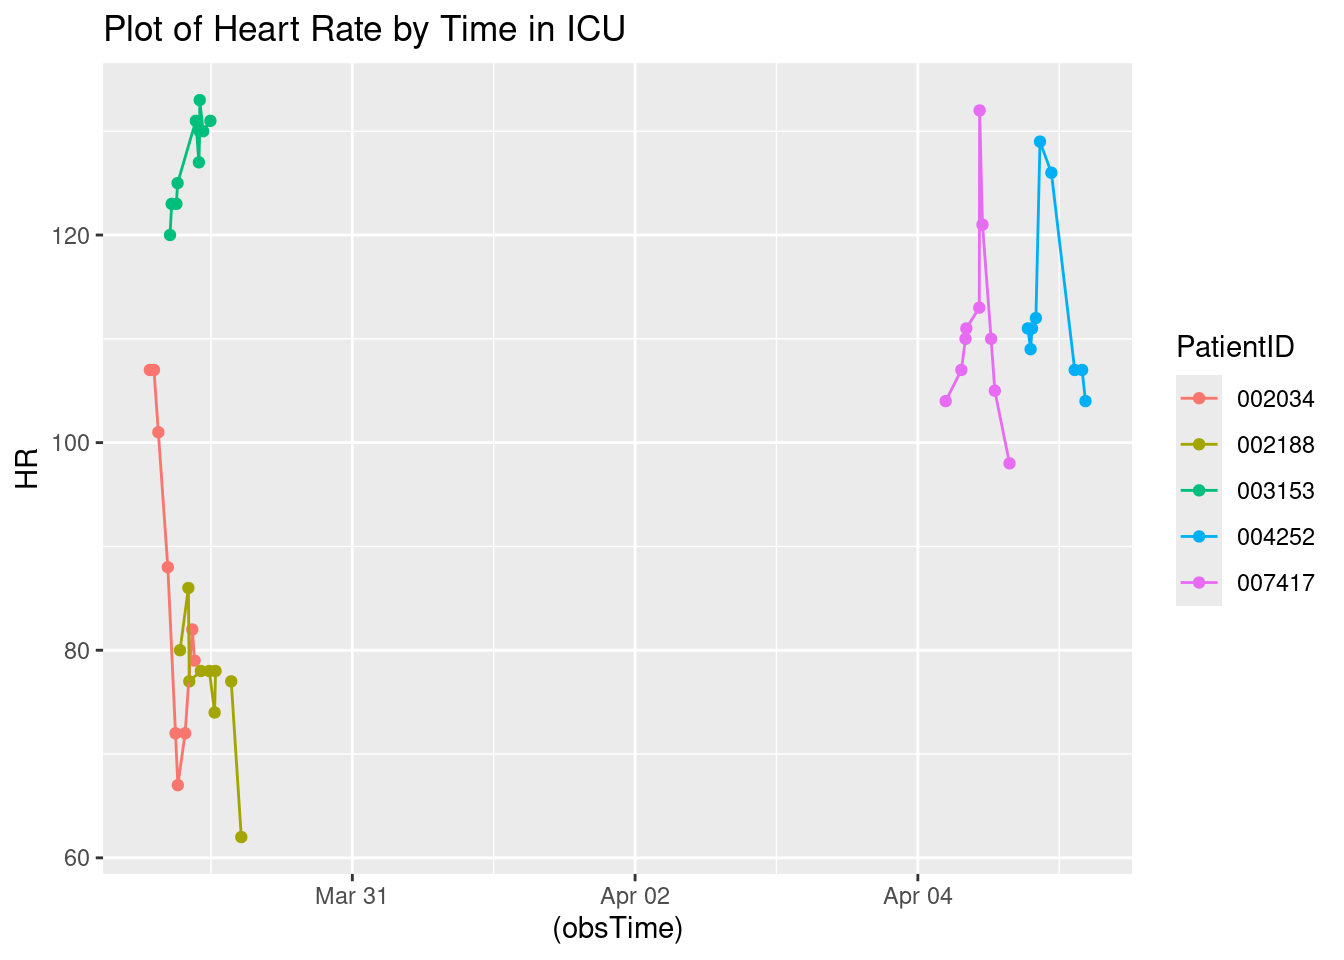 Plot of Heart Rate by Time in ICU
HR
120
100
80
60
Mar 31
Apr 02
Apr 04
(obsTime)
PatientID
002034
002188
003153
004252
007417